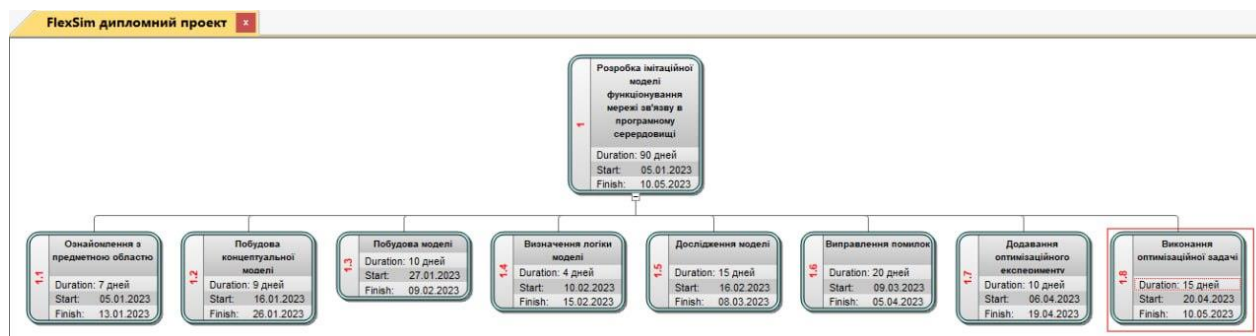 FlexSim дипломний проект x
1
Розробка імітаційної
моделі
функціонування
мережі зв'язву в
програмному
серердовищі
Duration: 90 дней
Start: 05.01.2023
Finish: 10.05.2023
1.1
Ознайомлення з
предметною областю
Duration: 7 дней
Start: 05.01.2023
Finish: 13.01.2023
1.2
Побудова
концептуальної
моделі
Duration: 9 дней
Start: 16.01.2023
Finish: 26.01.2023
1.3
Побудова моделі
Duration: 10 дней
Start: 27.01.2023
Finish: 09.02.2023
1.4
Визначення логіки
моделі
Duration: 4 дней
Start: 10.02.2023
Finish: 15.02.2023
1.5
Дослідження моделі
Duration: 15 дней
Start: 16.02.2023
Finish: 08.03.2023
1.6
Виправлення помилок
Duration: 20 дней
Start: 09.03.2023
Finish: 05.04.2023
1.7
Додавання
оптимізаційного
експерименту
Duration: 10 дней
Start: 06.04.2023
Finish: 19.04.2023
1.8
Виконання
оптимізаційної задачі
Duration: 15 дней
Start: 20.04.2023
Finish: 10.05.2023